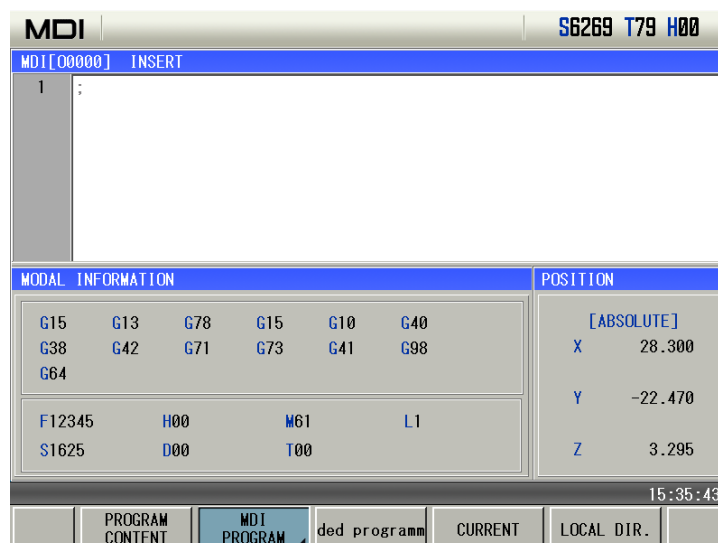 MDI S6269 T79 H00
MDI[O0000] INSERT
1 ;
MODAL INFORMATION
POSITION
G15 G13 G78 G15 G10 G40
G38 G42 G71 G73 G41 G98
G64
F12345 H00 M61 L1
S1625 D00 T00
[ABSOLUTE]
X 28.300
Y -22.470
Z 3.295
15:35:43
PROGRAM CONTENT
MDI PROGRAM
ded programm
CURRENT
LOCAL DIR.